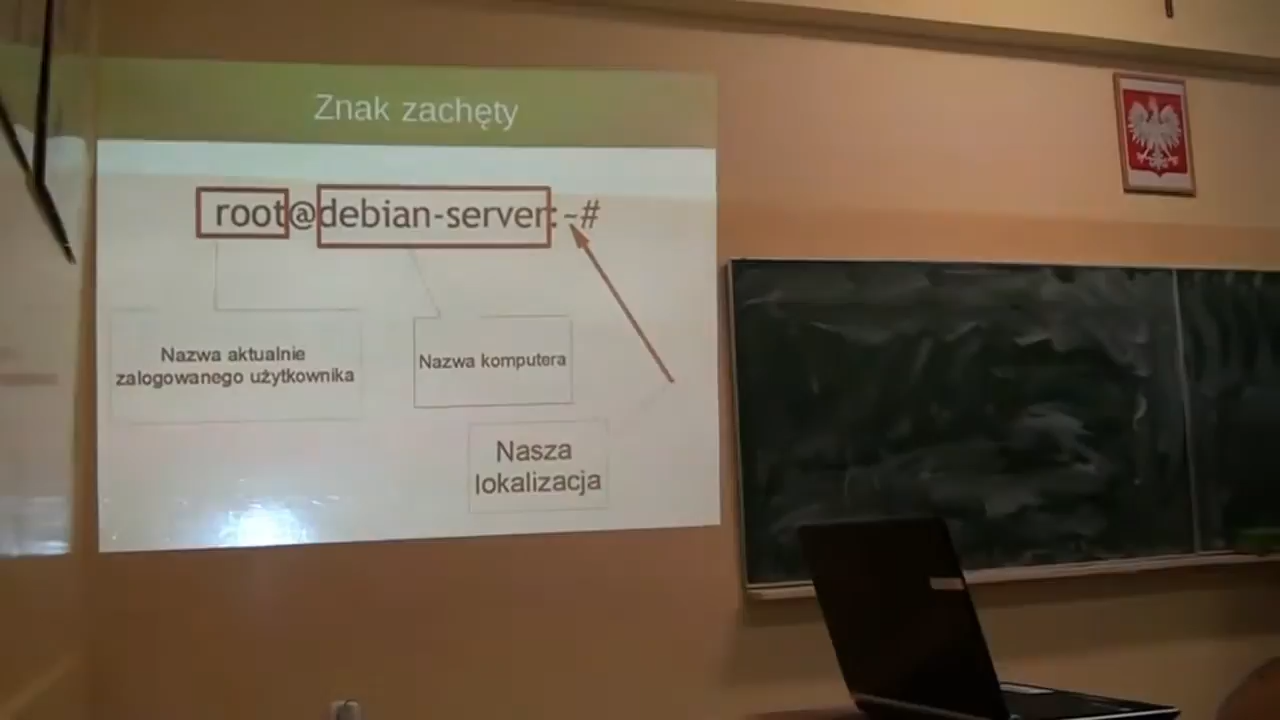 Znak zachęty
root@debian-server:~#
Nazwa aktualnie
zalogowanego użytkownika
Nazwa komputera
Nasza
lokalizacja